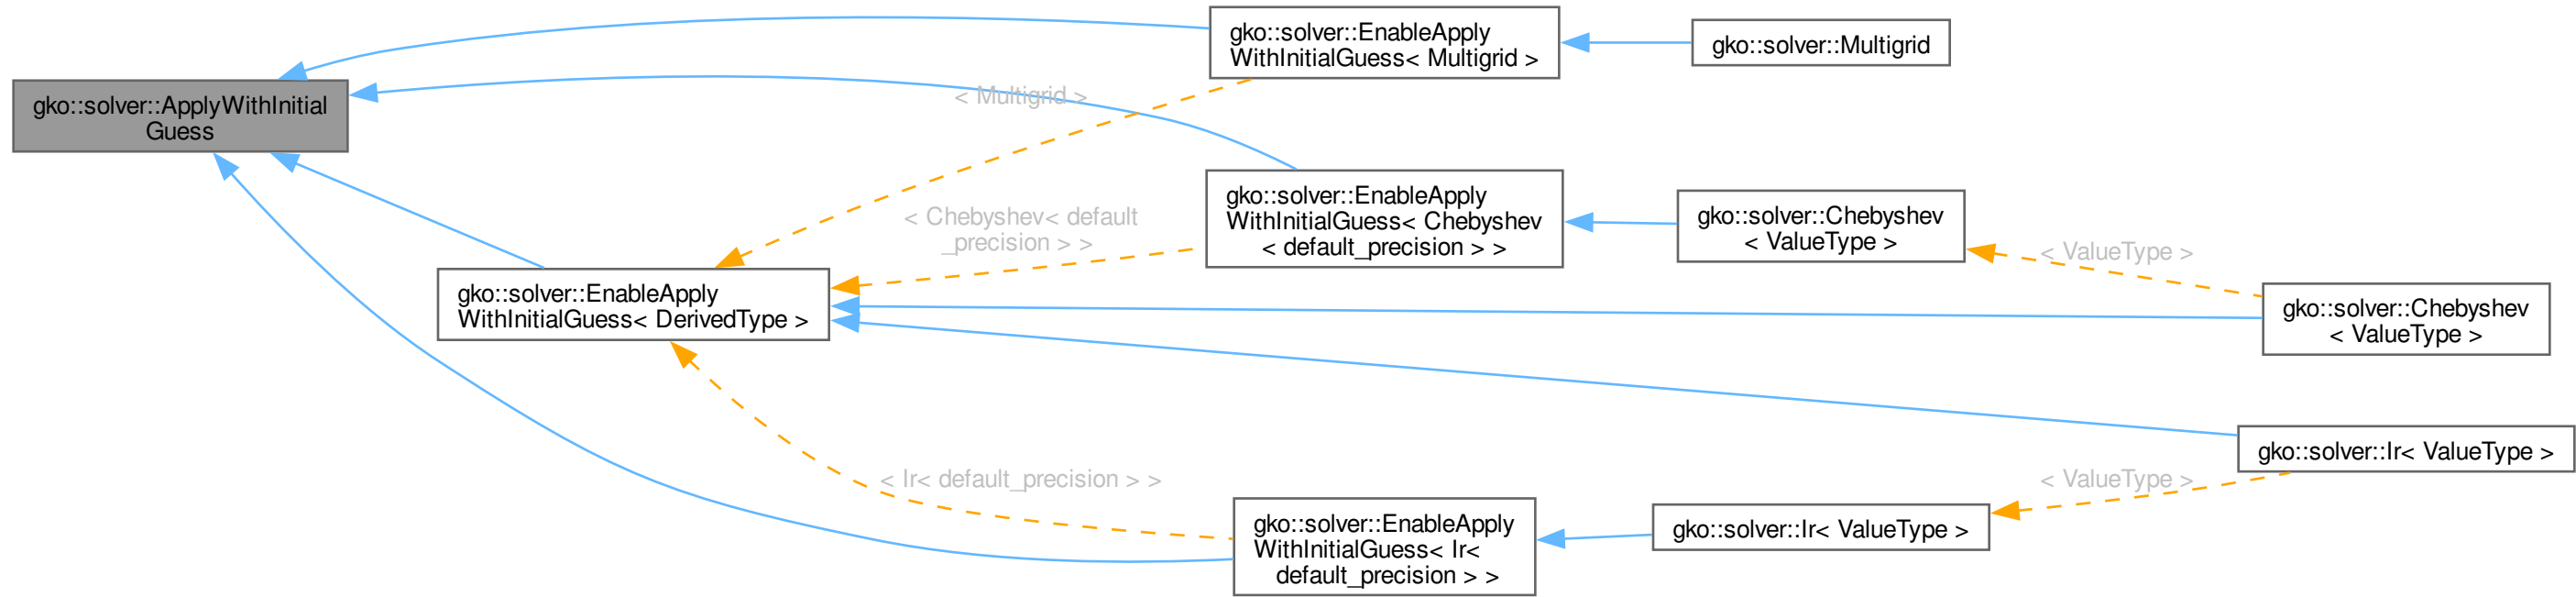 gko::solver::EnableApply
WithInitialGuess< Multigrid >
gko::solver::Multigrid
gko::solver::ApplyWithInitial
Guess
< Multigrid >
gko::solver::EnableApply
WithInitialGuess< Chebyshev
< default_precision > >
gko::solver::Chebyshev
< ValueType >
< Chebyshev< default
_precision > >
< ValueType >
gko::solver::EnableApply
WithInitialGuess< DerivedType >
gko::solver::Chebyshev
< ValueType >
gko::solver::Ir< ValueType >
< Ir< default_precision > >
< ValueType >
gko::solver::EnableApply
WithInitialGuess< Ir<
default_precision > >
gko::solver::Ir< ValueType >